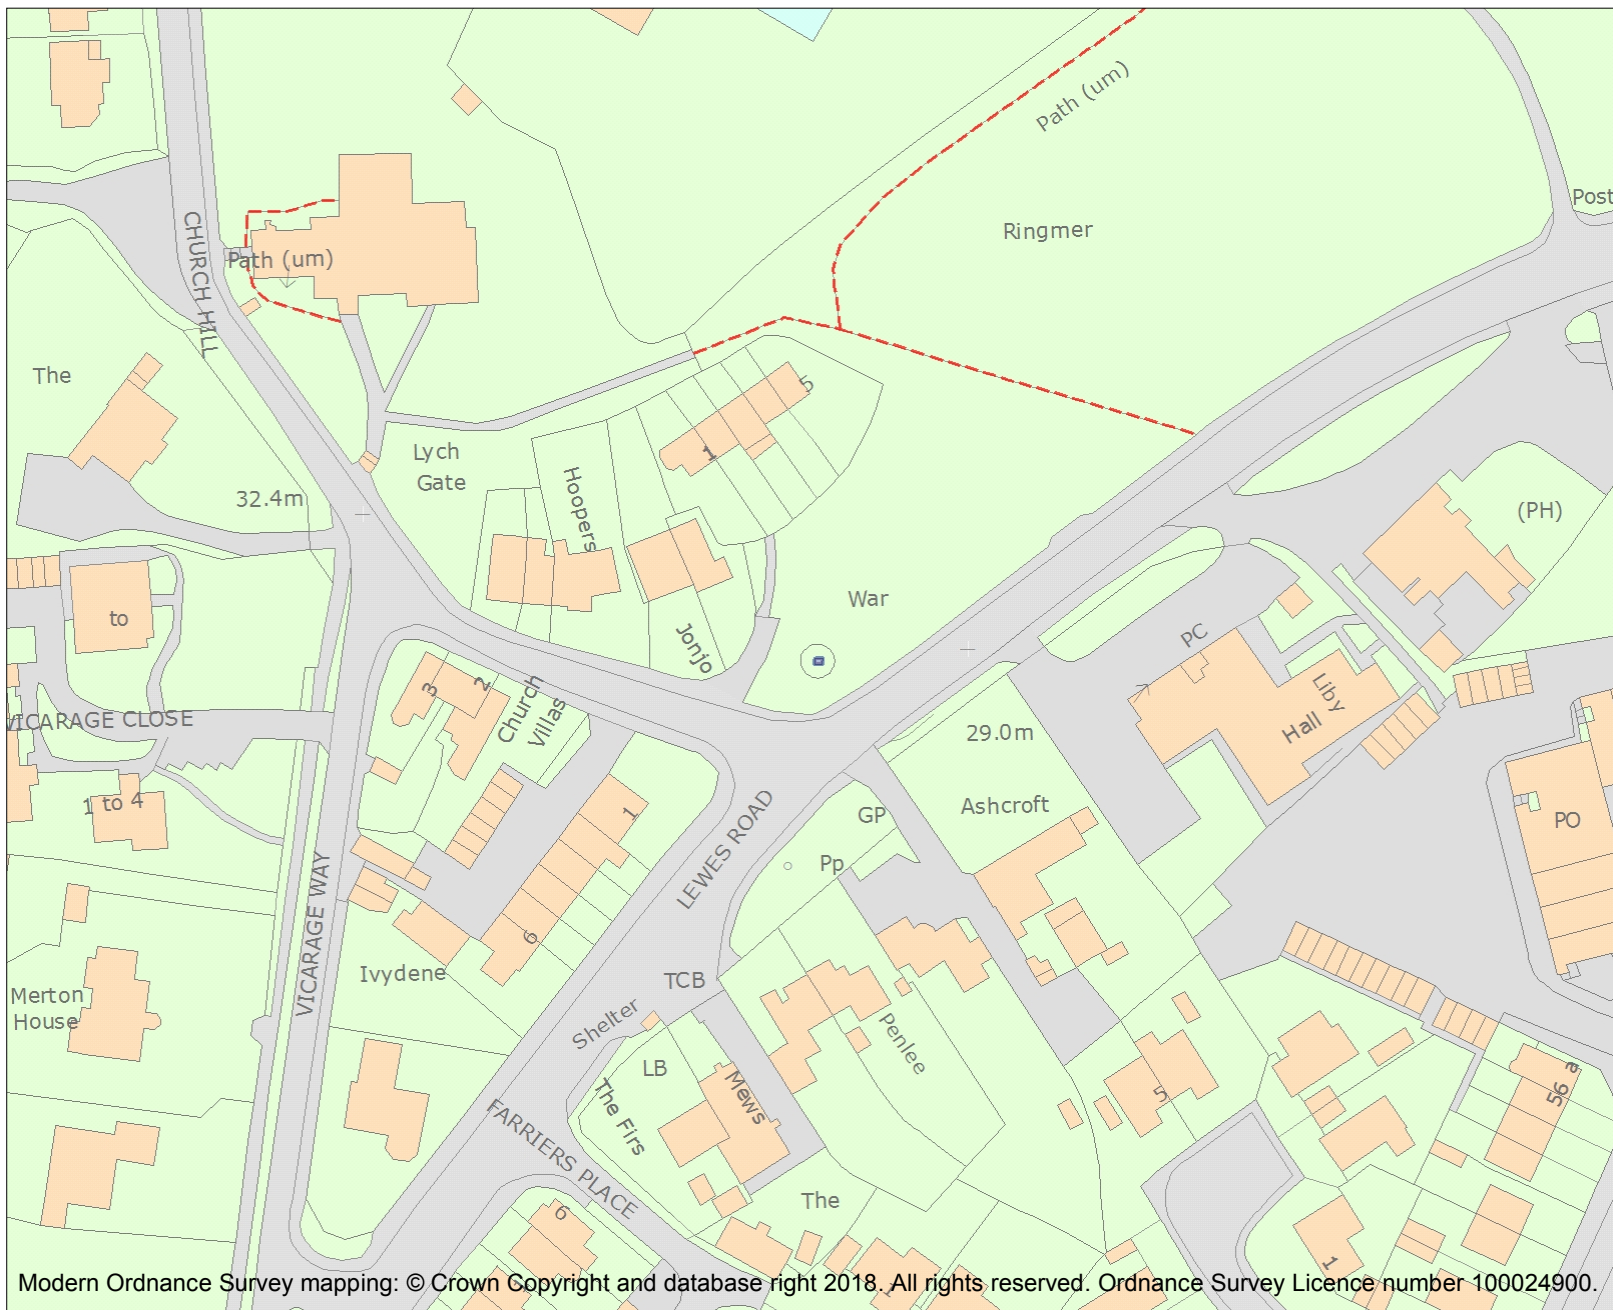 Path (um)
Post
Ringmer
CHURCH HILL
Path (um)
The
5
1
Lych
Gate
Hoopers
32.4m
(PH)
War
to
Jonjo
PC
Liby
Hall
3
2
Church
Villas
VICARAGE CLOSE
29.0m
1 to 4
1
LEWES ROAD
GP
Ashcroft
PO
Pp
VICARAGE WAY
6
Ivydene
TCB
Merton
House
Shelter
Penlee
LB
Mews
The Firs
5
56
a
FARRIERS PLACE
The
6
1
1
Modern Ordnance Survey mapping: © Crown Copyright and database right 2018. All rights reserved. Ordnance Survey Licence number 100024900.